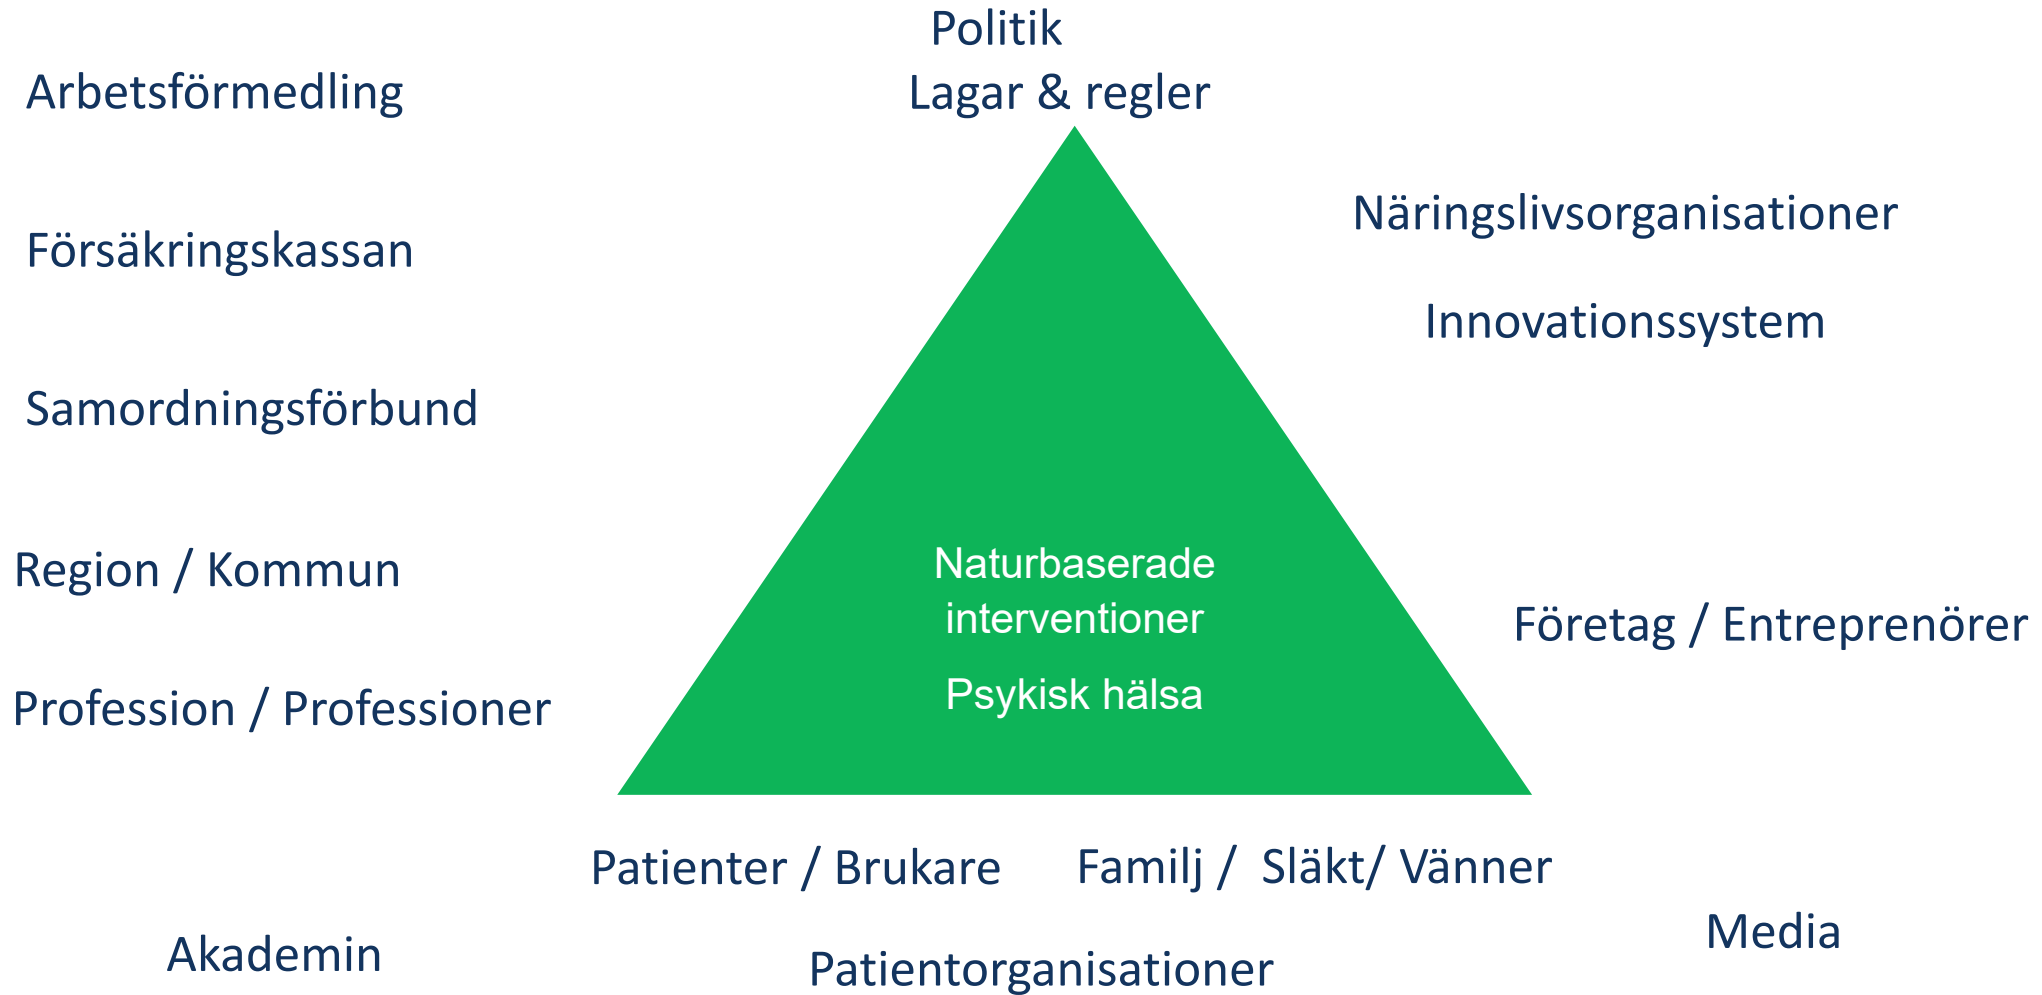 Politik
Arbetsförmedling
Lagar & regler
Näringslivsorganisationer
Försäkringskassan
Innovationssystem
Samordningsförbund
Naturbaserade
interventioner
Region / Kommun
Företag / Entreprenörer
Psykisk hälsa
Profession / Professioner
Patienter / Brukare
Familj /  Släkt/ Vänner
Media
Akademin
Patientorganisationer